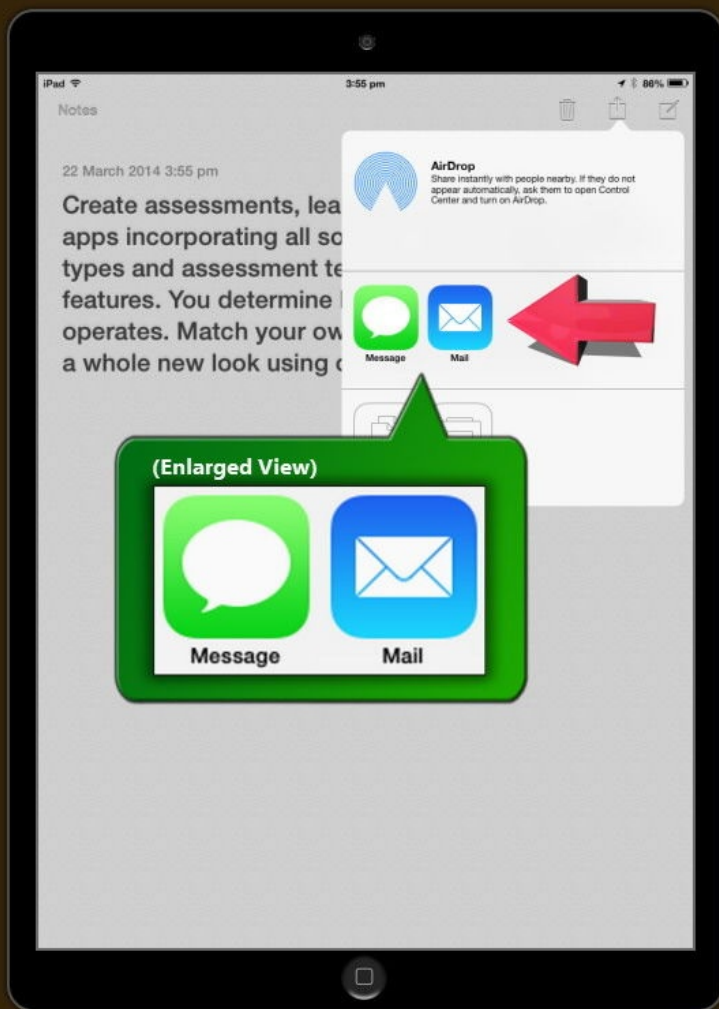 iPad
3:55 pm
86%
Notes
22 March 2014 3:55 pm
Create assessments, lea
apps incorporating all so
types and assessment te
features. You determine
operates. Match your ow
a whole new look using
AirDrop
Share instantly with people nearby. If they do not
appear automatically, ask them to open Control
Center and turn on AirDrop.
Message
Mail
(Enlarged View)
Message
Mail